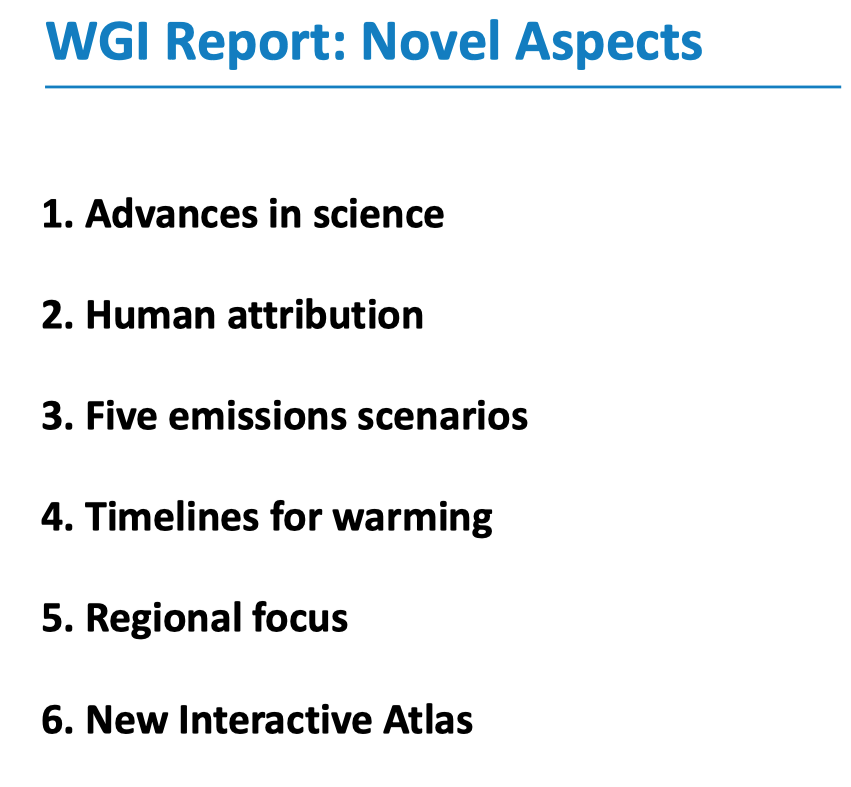 WGI Report: Novel Aspects
1. Advances in science
2. Human attribution
3. Five emissions scenarios
4. Timelines for warming
5. Regional focus
6. New Interactive Atlas